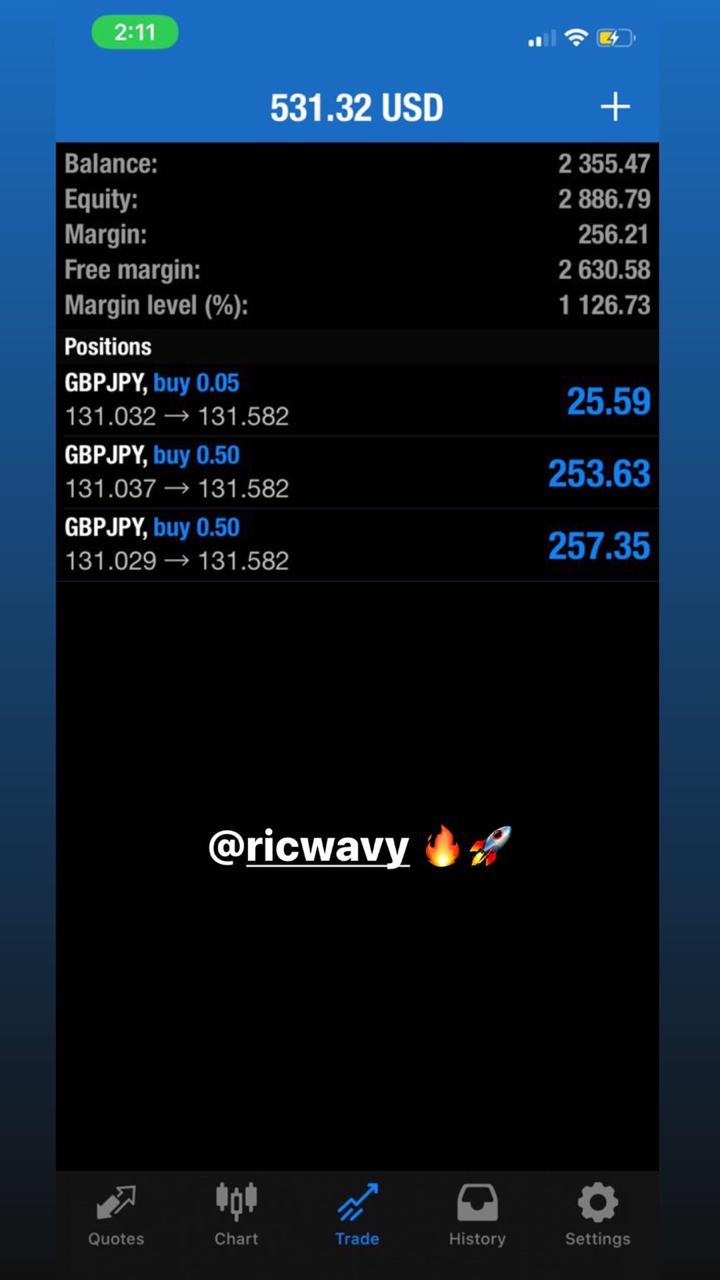 2:11
531.32 USD +
Balance: 2 355.47
Equity: 2 886.79
Margin: 256.21
Free margin: 2 630.58
Margin level (%): 1 126.73
Positions
GBPJPY, buy 0.05 25.59
131.032 → 131.582
GBPJPY, buy 0.50 253.63
131.037 → 131.582
GBPJPY, buy 0.50 257.35
131.029 → 131.582
@ricwavy 🔥🚀
Quotes Chart Trade History Settings